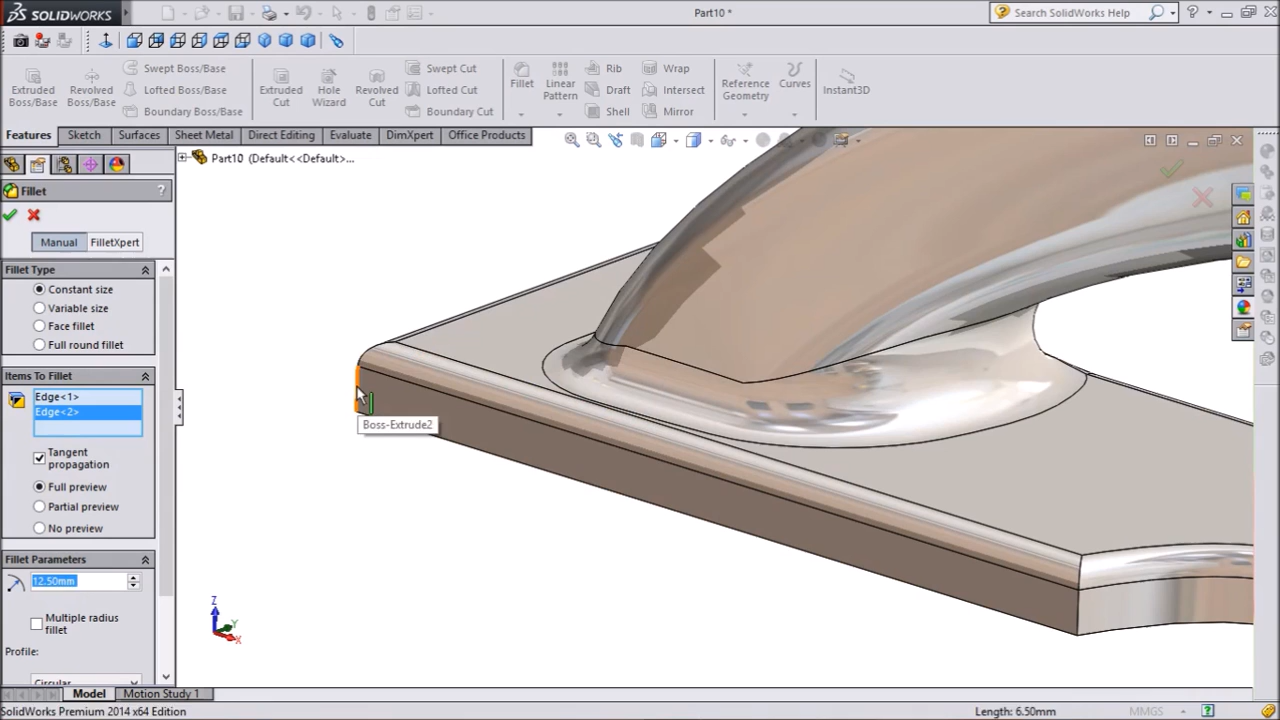 SOLIDWORKS
Part10 *
Search SolidWorks Help
Extruded Boss/Base
Revolved Boss/Base
Swept Boss/Base
Lofted Boss/Base
Boundary Boss/Base
Extruded Cut
Hole Wizard
Revolved Cut
Swept Cut
Lofted Cut
Boundary Cut
Fillet
Linear Pattern
Rib
Draft
Shell
Wrap
Intersect
Mirror
Reference Geometry
Curves
Instant3D
Features
Sketch
Surfaces
Sheet Metal
Direct Editing
Evaluate
DimXpert
Office Products
Part10 (Default<<Default>...
Fillet
?
Manual
FilletXpert
Fillet Type
Constant size
Variable size
Face fillet
Full round fillet
Items To Fillet
Edge<1>
Edge<2>
Tangent propagation
Full preview
Partial preview
No preview
Fillet Parameters
12.50mm
Multiple radius fillet
Profile:
Circular
Boss-Extrude2
Z
Y
X
Model
Motion Study 1
SolidWorks Premium 2014 x64 Edition
Length: 6.50mm
MMGS